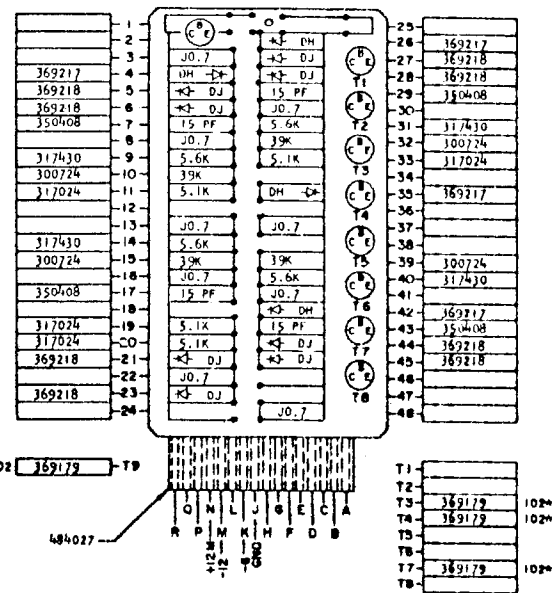 1
2
3 J0.7
369217 4 DH
369218 5 DJ
369218 6 DJ
350408 7 15 PF
8 J0.7
317430 9 5.6K
300724 10 39K
317024 11 5.1K
12
13 J0.7
317430 14 5.6K
300724 15 39K
16 J0.7
350408 17 15 PF
18
317024 19 5.1K
317024 20 5.1K
369218 21 DJ
22 J0.7
369218 23 DJ
24
C B E
O
25
DH 26 369217
DJ 27 369218
DJ 28 369218
15 PF 29 350408
J0.7 30
5.6K 31 317430
39K 32 300724
5.1K 33 317024
34
DH 35 369217
36
J0.7 37
38
39K 39 300724
5.6K 40 317430
J0.7 41
DH 42 369217
15 PF 43 350408
DJ 44 369218
DJ 45 369218
46
47
J0.7 48
C B E T1
C B E T2
C B E T3
C B E T4
C B E T5
C B E T6
C B E T7
C B E T8
02 369179 T9
484027
R Q P N M L K J H G F E D C B A
+12M -12 -6 GND
T1
T2
T3 369179 102*
T4 369179 102*
T5
T6
T7 369179 102*
T8